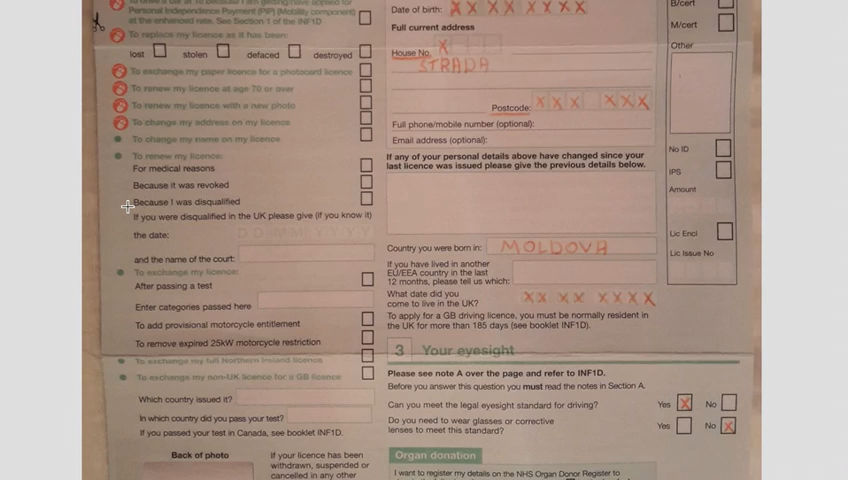 Personal Independence Payment (PIP) (Mobility component)
at the enhanced rate. See Section 1 of the INF1D
To replace my licence as it has been:
lost stolen defaced destroyed
To exchange my paper licence for a photocard licence
To renew my licence at age 70 or over
To renew my licence with a new photo
To change my address on my licence
To change my name on my licence
To renew my licence:
For medical reasons
Because it was revoked
Because I was disqualified
If you were disqualified in the UK please give (if you know it)
the date: D D M M Y Y Y Y
and the name of the court:
To exchange my licence:
After passing a test
Enter categories passed here
To add provisional motorcycle entitlement
To remove expired 25kW motorcycle restriction
To exchange my full Northern Ireland licence
To exchange my non-UK licence for a GB licence
Which country issued it?
In which country did you pass your test?
If you passed your test in Canada, see booklet INF1D.
Back of photo
If your licence has been
withdrawn, suspended or
cancelled in any other
Date of birth: X X X X X X X X
Full current address
House No. X
STRADA
Postcode: X X X X X X
Full phone/mobile number (optional):
Email address (optional):
If any of your personal details above have changed since your
last licence was issued please give the previous details below.
Country you were born in: MOLDOVA
If you have lived in another
EU/EEA country in the last
12 months, please tell us which:
What date did you
come to live in the UK? X X X X X X X X
To apply for a GB driving licence, you must be normally resident in
the UK for more than 185 days (see booklet INF1D).
3 Your eyesight
Please see note A over the page and refer to INF1D.
Before you answer this question you must read the notes in Section A.
Can you meet the legal eyesight standard for driving? Yes X No
Do you need to wear glasses or corrective
lenses to meet this standard? Yes No X
Organ donation
I want to register my details on the NHS Organ Donor Register to
B/cert
M/cert
Other
No ID
IPS
Amount
Lic Encl
Lic Issue No